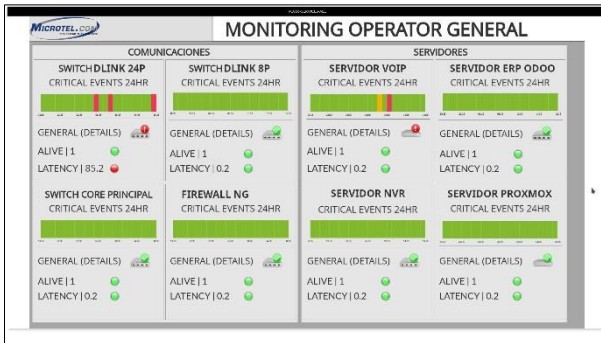 MICROTEL.COM
MONITORING OPERATOR GENERAL
COMUNICACIONES
SWITCH DLINK 24P
CRITICAL EVENTS 24HR
GENERAL (DETAILS)
ALIVE | 1
LATENCY | 85.2
SWITCH DLINK 8P
CRITICAL EVENTS 24HR
GENERAL (DETAILS)
ALIVE | 1
LATENCY | 0.2
SWITCH CORE PRINCIPAL
CRITICAL EVENTS 24HR
GENERAL (DETAILS)
ALIVE | 1
LATENCY | 0.2
FIREWALL NG
CRITICAL EVENTS 24HR
GENERAL (DETAILS)
ALIVE | 1
LATENCY | 0.2
SERVIDORES
SERVIDOR VOIP
CRITICAL EVENTS 24HR
GENERAL (DETAILS)
ALIVE | 1
LATENCY | 0.2
SERVIDOR ERP ODOO
CRITICAL EVENTS 24HR
GENERAL (DETAILS)
ALIVE | 1
LATENCY | 0.2
SERVIDOR NVR
CRITICAL EVENTS 24HR
GENERAL (DETAILS)
ALIVE | 1
LATENCY | 0.2
SERVIDOR PROXMOX
CRITICAL EVENTS 24HR
GENERAL (DETAILS)
ALIVE | 1
LATENCY | 0.2